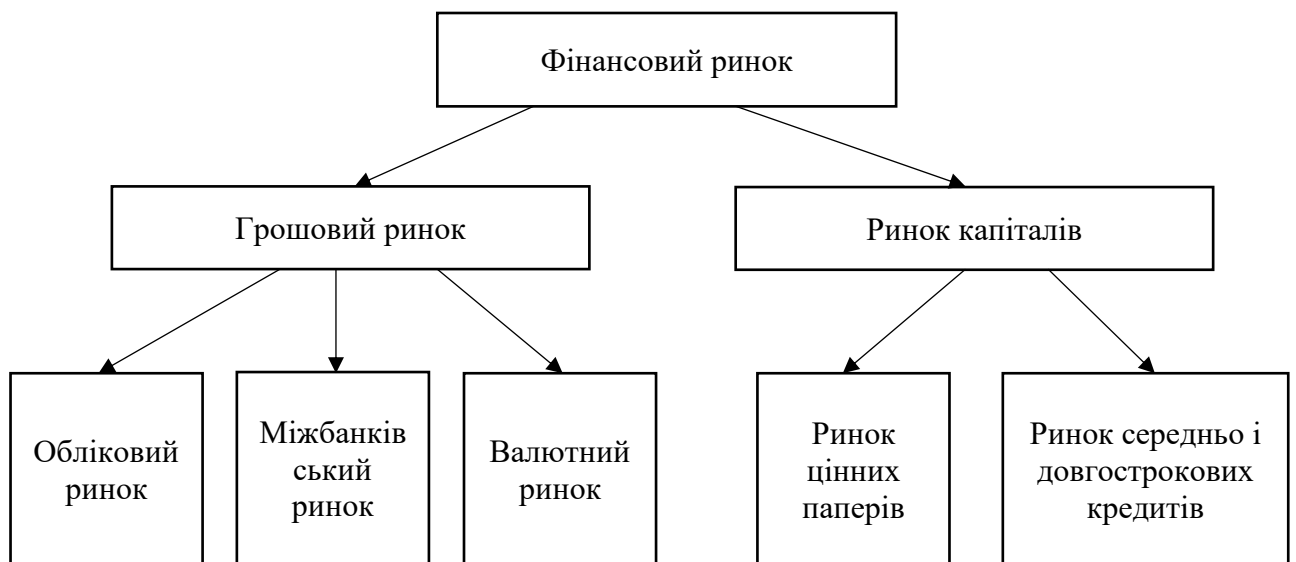 Фінансовий ринок
Грошовий ринок
Ринок капіталів
Обліковий
ринок
Міжбанків
ський
ринок
Валютний
ринок
Ринок
цінних
паперів
Ринок середньо і
довгострокових
кредитів